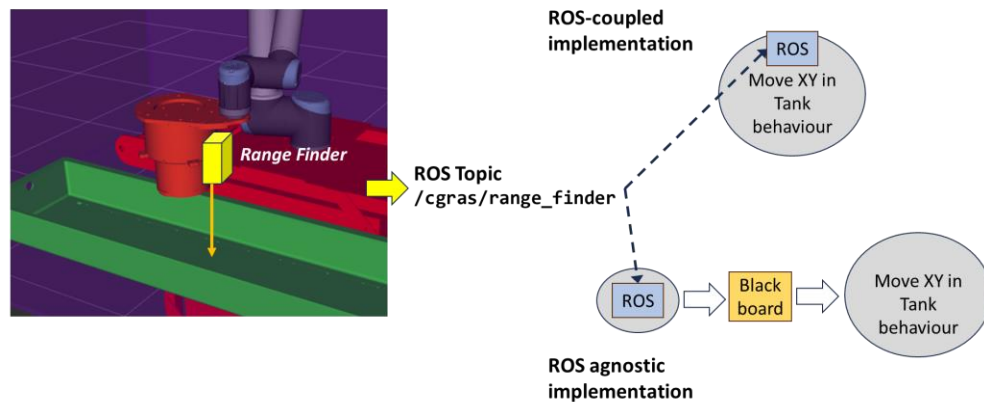 ROS-coupled
implementation
ROS
Move XY in
Tank
behaviour
Range Finder
ROS Topic
/cgras/range_finder
ROS
Black
board
Move XY in
Tank
behaviour
ROS agnostic
implementation